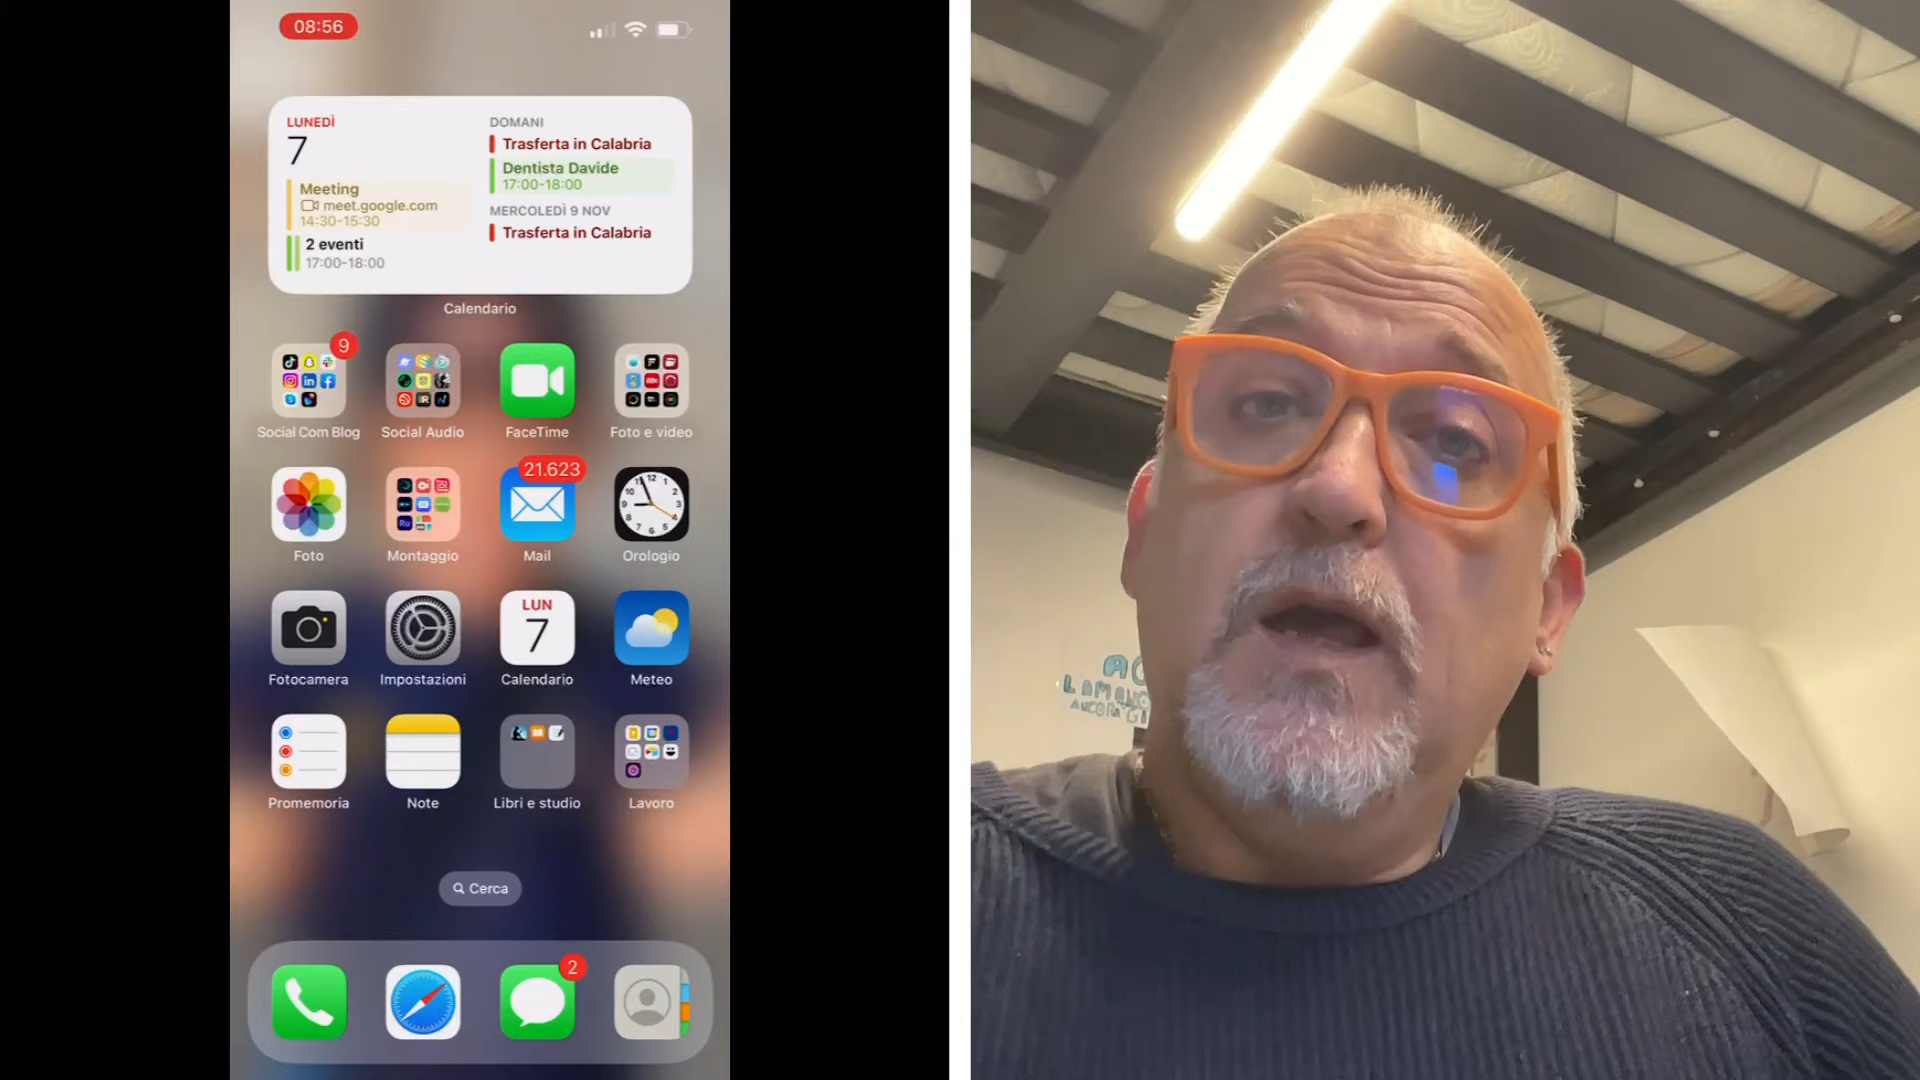 08:56
LUNEDÌ
7
Meeting
meet.google.com
14:30-15:30
2 eventi
17:00-18:00
DOMANI
Trasferta in Calabria
Dentista Davide
17:00-18:00
MERCOLEDÌ 9 NOV
Trasferta in Calabria
Calendario
9
Social Com Blog
Social Audio
FaceTime
Foto e video
21.623
Foto
Montaggio
Mail
Orologio
LUN
7
Fotocamera
Impostazioni
Calendario
Meteo
Promemoria
Note
Libri e studio
Lavoro
Cerca
2
ANCORA GI